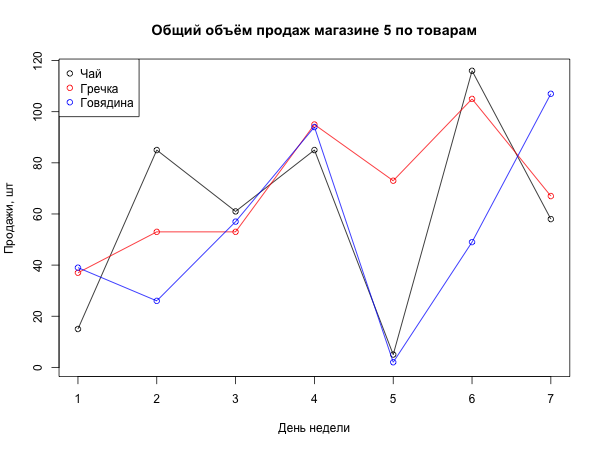 Общий объём продаж магазине 5 по товарам
Чай
Гречка
Говядина
Продажи, шт
120
100
80
60
40
20
0
1 2 3 4 5 6 7
День недели